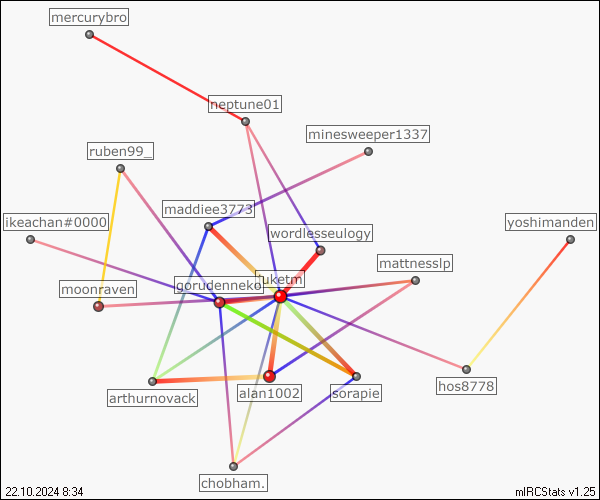 mercurybro
neptune01
minesweeper1337
ruben99_
maddiee3773
ikeachan#0000
yoshimanden
wordlesseulogy
mattnesslp
tuketm
gorudenneko
moonraven
hos8778
alan1002
sorapie
arthurnovack
chobham.
22.10.2024 8:34
mIRCStats v1.25